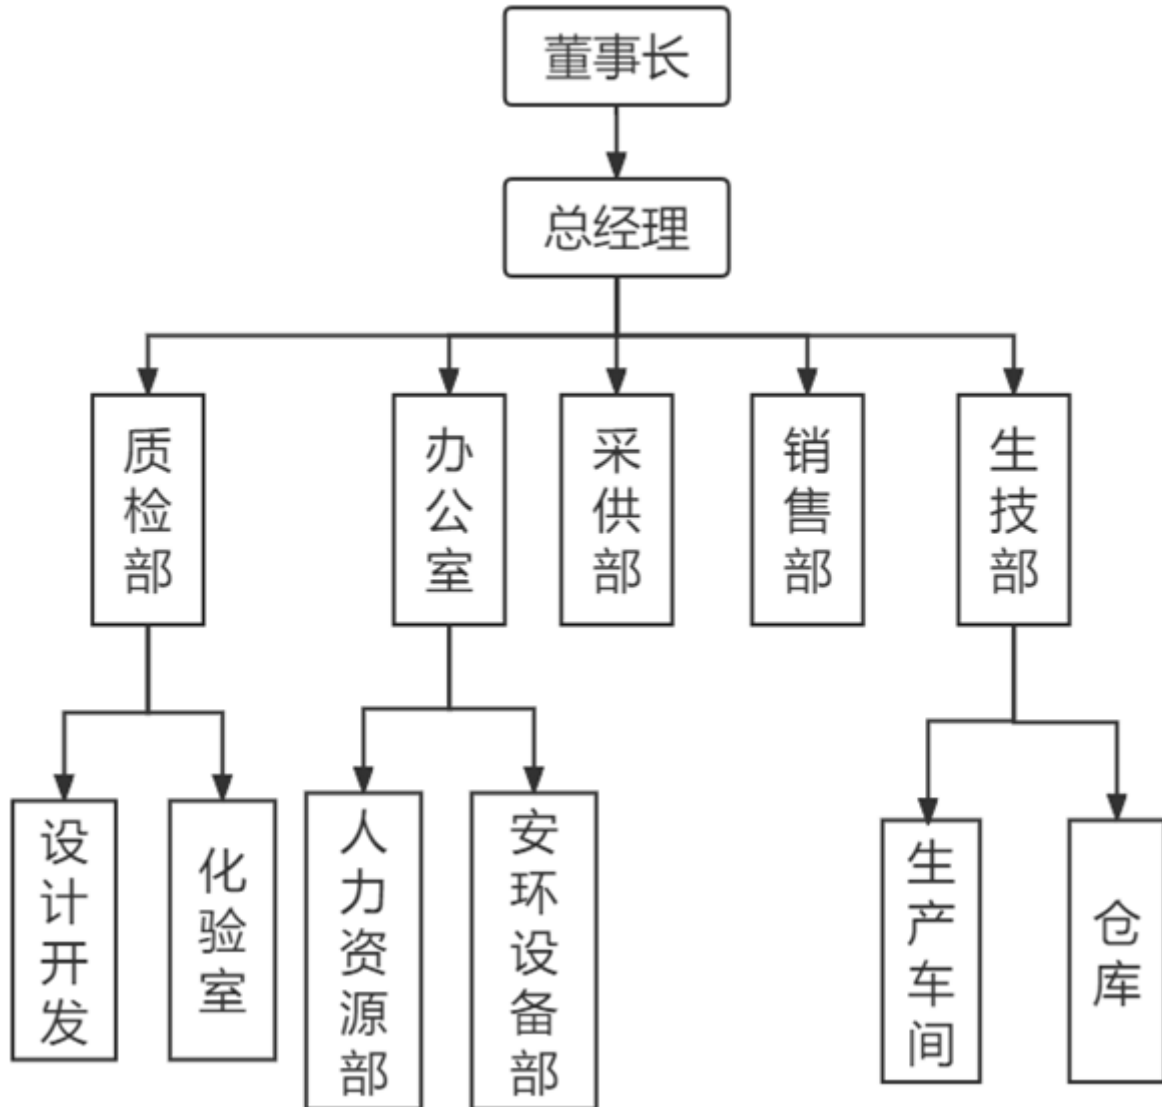 董事长
总经理
质检部
办公室
采供部
销售部
生技部
设计开发
化验室
人力资源部
安环设备部
生产车间
仓库